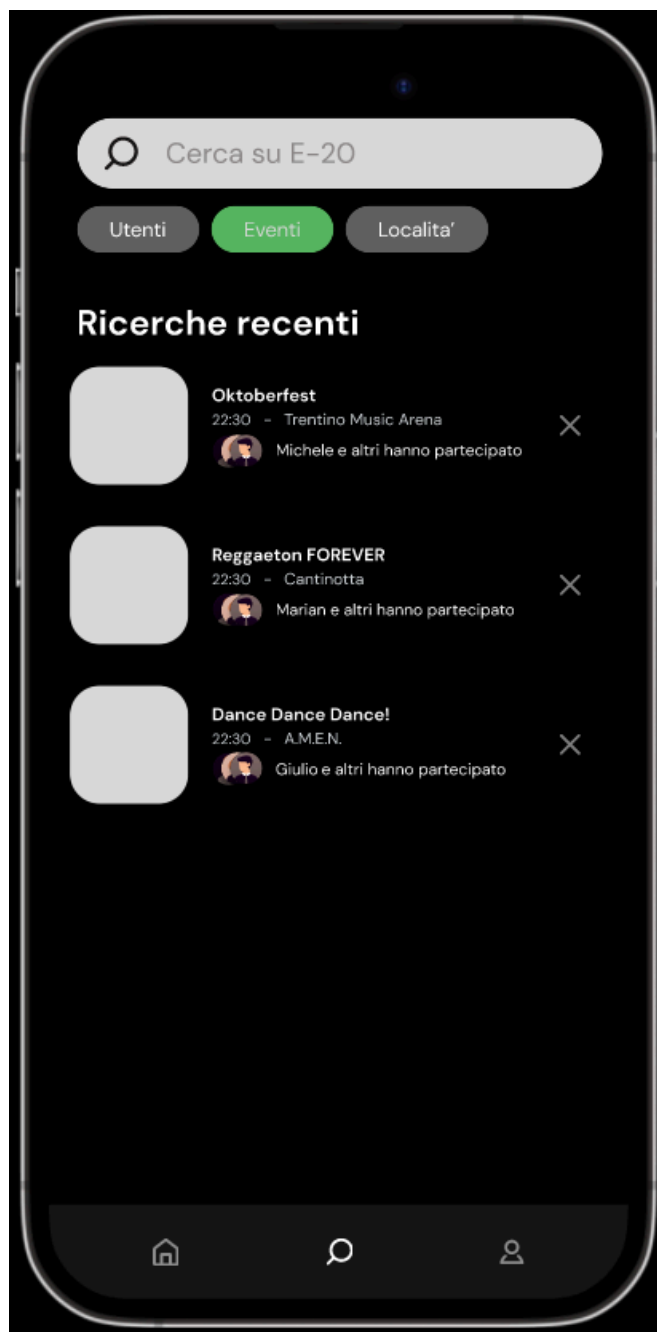 Cerca su E-20
Utenti
Eventi
Localita'
Ricerche recenti
Oktoberfest
22:30 - Trentino Music Arena
Michele e altri hanno partecipato
Reggaeton FOREVER
22:30 - Cantinotta
Marian e altri hanno partecipato
Dance Dance Dance!
22:30 - A.M.E.N.
Giulio e altri hanno partecipato